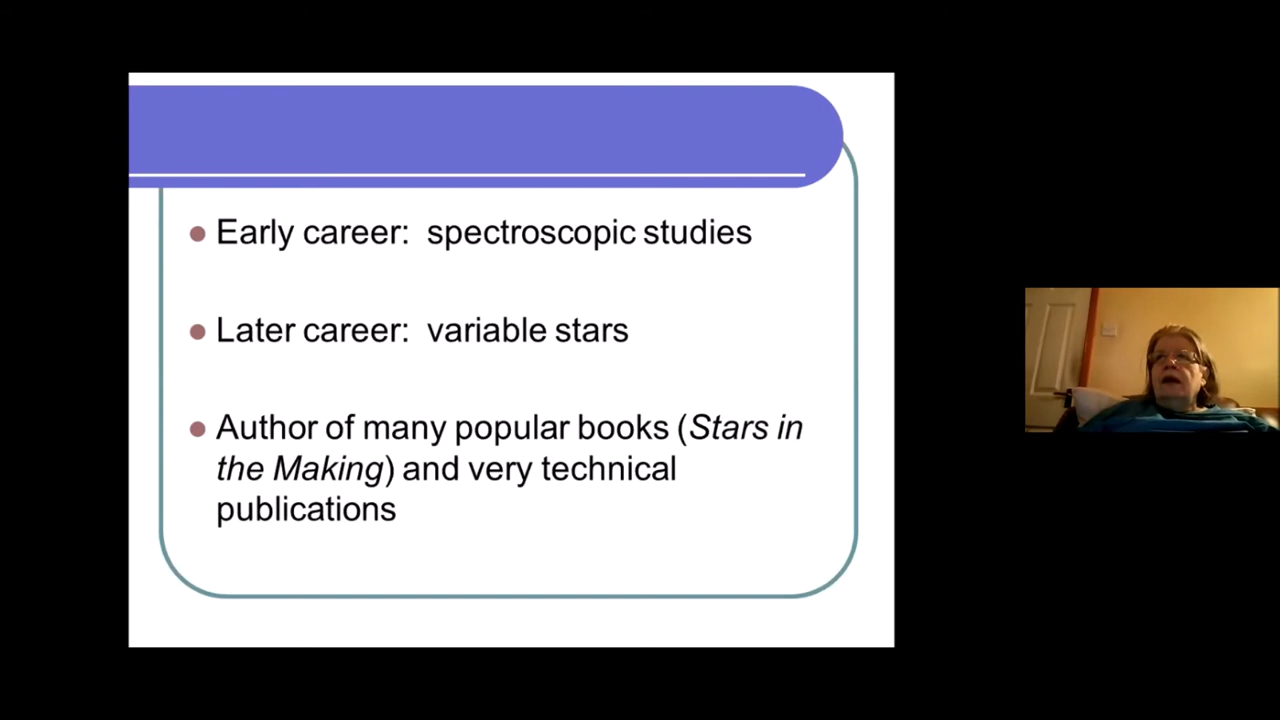 Early career:  spectroscopic studies
Later career:  variable stars
Author of many popular books (Stars in
the Making) and very technical
publications